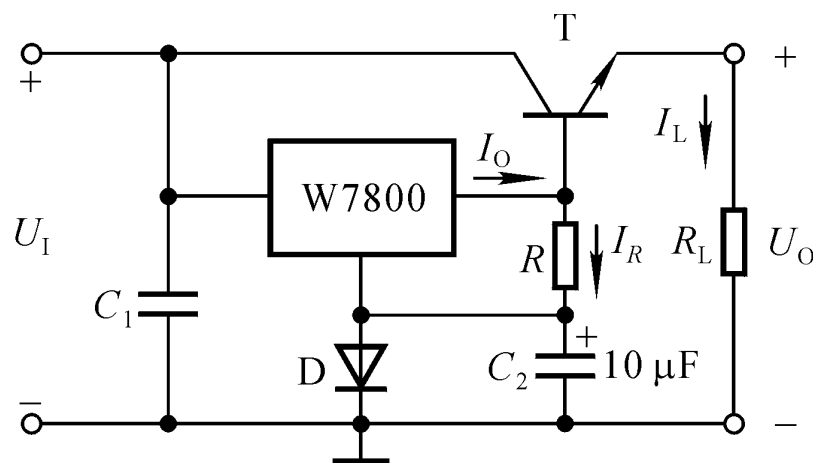 T
+ +
I_L
I_O
W7800
U_I R I_R R_L U_O
C_1
+
D C_2 10 μF
− −